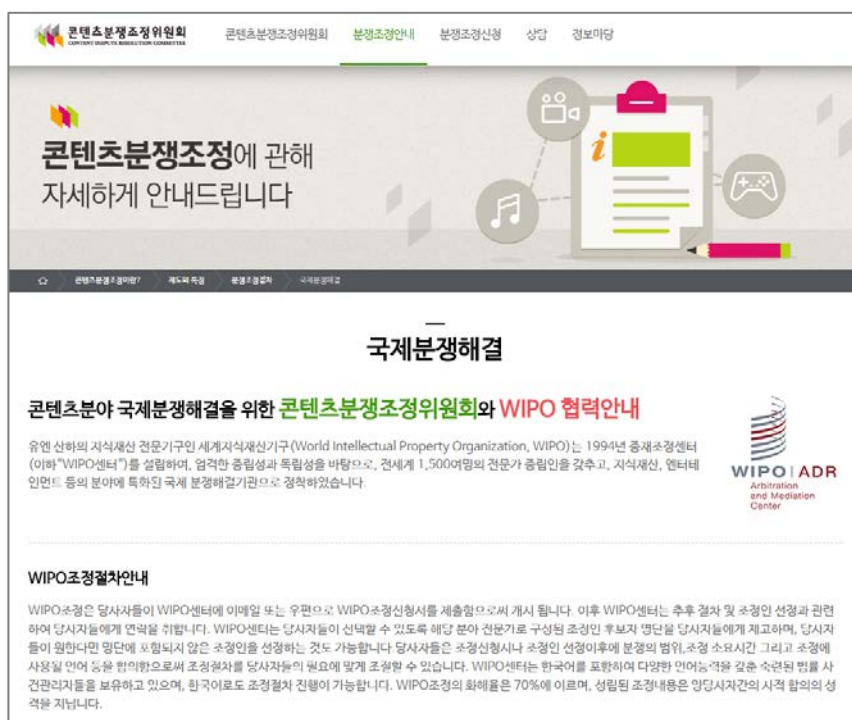 콘텐츠분쟁조정위원회
CONTENT DISPUTE RESOLUTION COMMITTEE
콘텐츠분쟁조정위원회 분쟁조정안내 분쟁조정신청 상담 정보마당
콘텐츠분쟁조정에 관해
자세하게 안내드립니다
콘텐츠분쟁조정이란? 제도의 특징 분쟁조정절차 국제분쟁해결
국제분쟁해결
콘텐츠분야 국제분쟁해결을 위한 콘텐츠분쟁조정위원회와 WIPO 협력안내
유엔 산하의 지식재산 전문기구인 세계지식재산기구(World Intellectual Property Organization, WIPO)는 1994년 중재조정센터
(이하"WIPO센터")를 설립하여, 엄격한 중립성과 독립성을 바탕으로, 전세계 1,500여명의 전문가 중립인을 갖추고, 지식재산, 엔터테
인먼트 등의 분야에 특화된 국제 분쟁해결기관으로 정착하였습니다.
WIPO | ADR
Arbitration
and Mediation
Center
WIPO조정절차안내
WIPO조정은 당사자들이 WIPO센터에 이메일 또는 우편으로 WIPO조정신청서를 제출함으로써 개시 됩니다. 이후 WIPO센터는 추후 절차 및 조정인 선정과 관련
하여 당사자들에게 연락을 취합니다. WIPO센터는 당사자들이 선택할 수 있도록 해당 분야 전문가로 구성된 조정인 후보자 명단을 당사자들에게 제고하며, 당사자
들이 원한다면 명단에 포함되지 않은 조정인을 선정하는 것도 가능합니다 당사자들은 조정신청시나 조정인 선정이후에 분쟁의 범위,조정 소요시간 그리고 조정에
사용될 언어 등을 합의함으로써 조정절차를 당사자들의 필요에 맞게 조절할 수 있습니다. WIPO센터는 한국어를 포함하여 다양한 언어능력을 갖춘 숙련된 법률 사
건관리자들을 보유하고 있으며, 한국어로도 조정절차 진행이 가능합니다. WIPO조정의 화해율은 70%에 이르며, 성립된 조정내용은 양당사자간의 사적 합의의 성
격을 지닙니다.